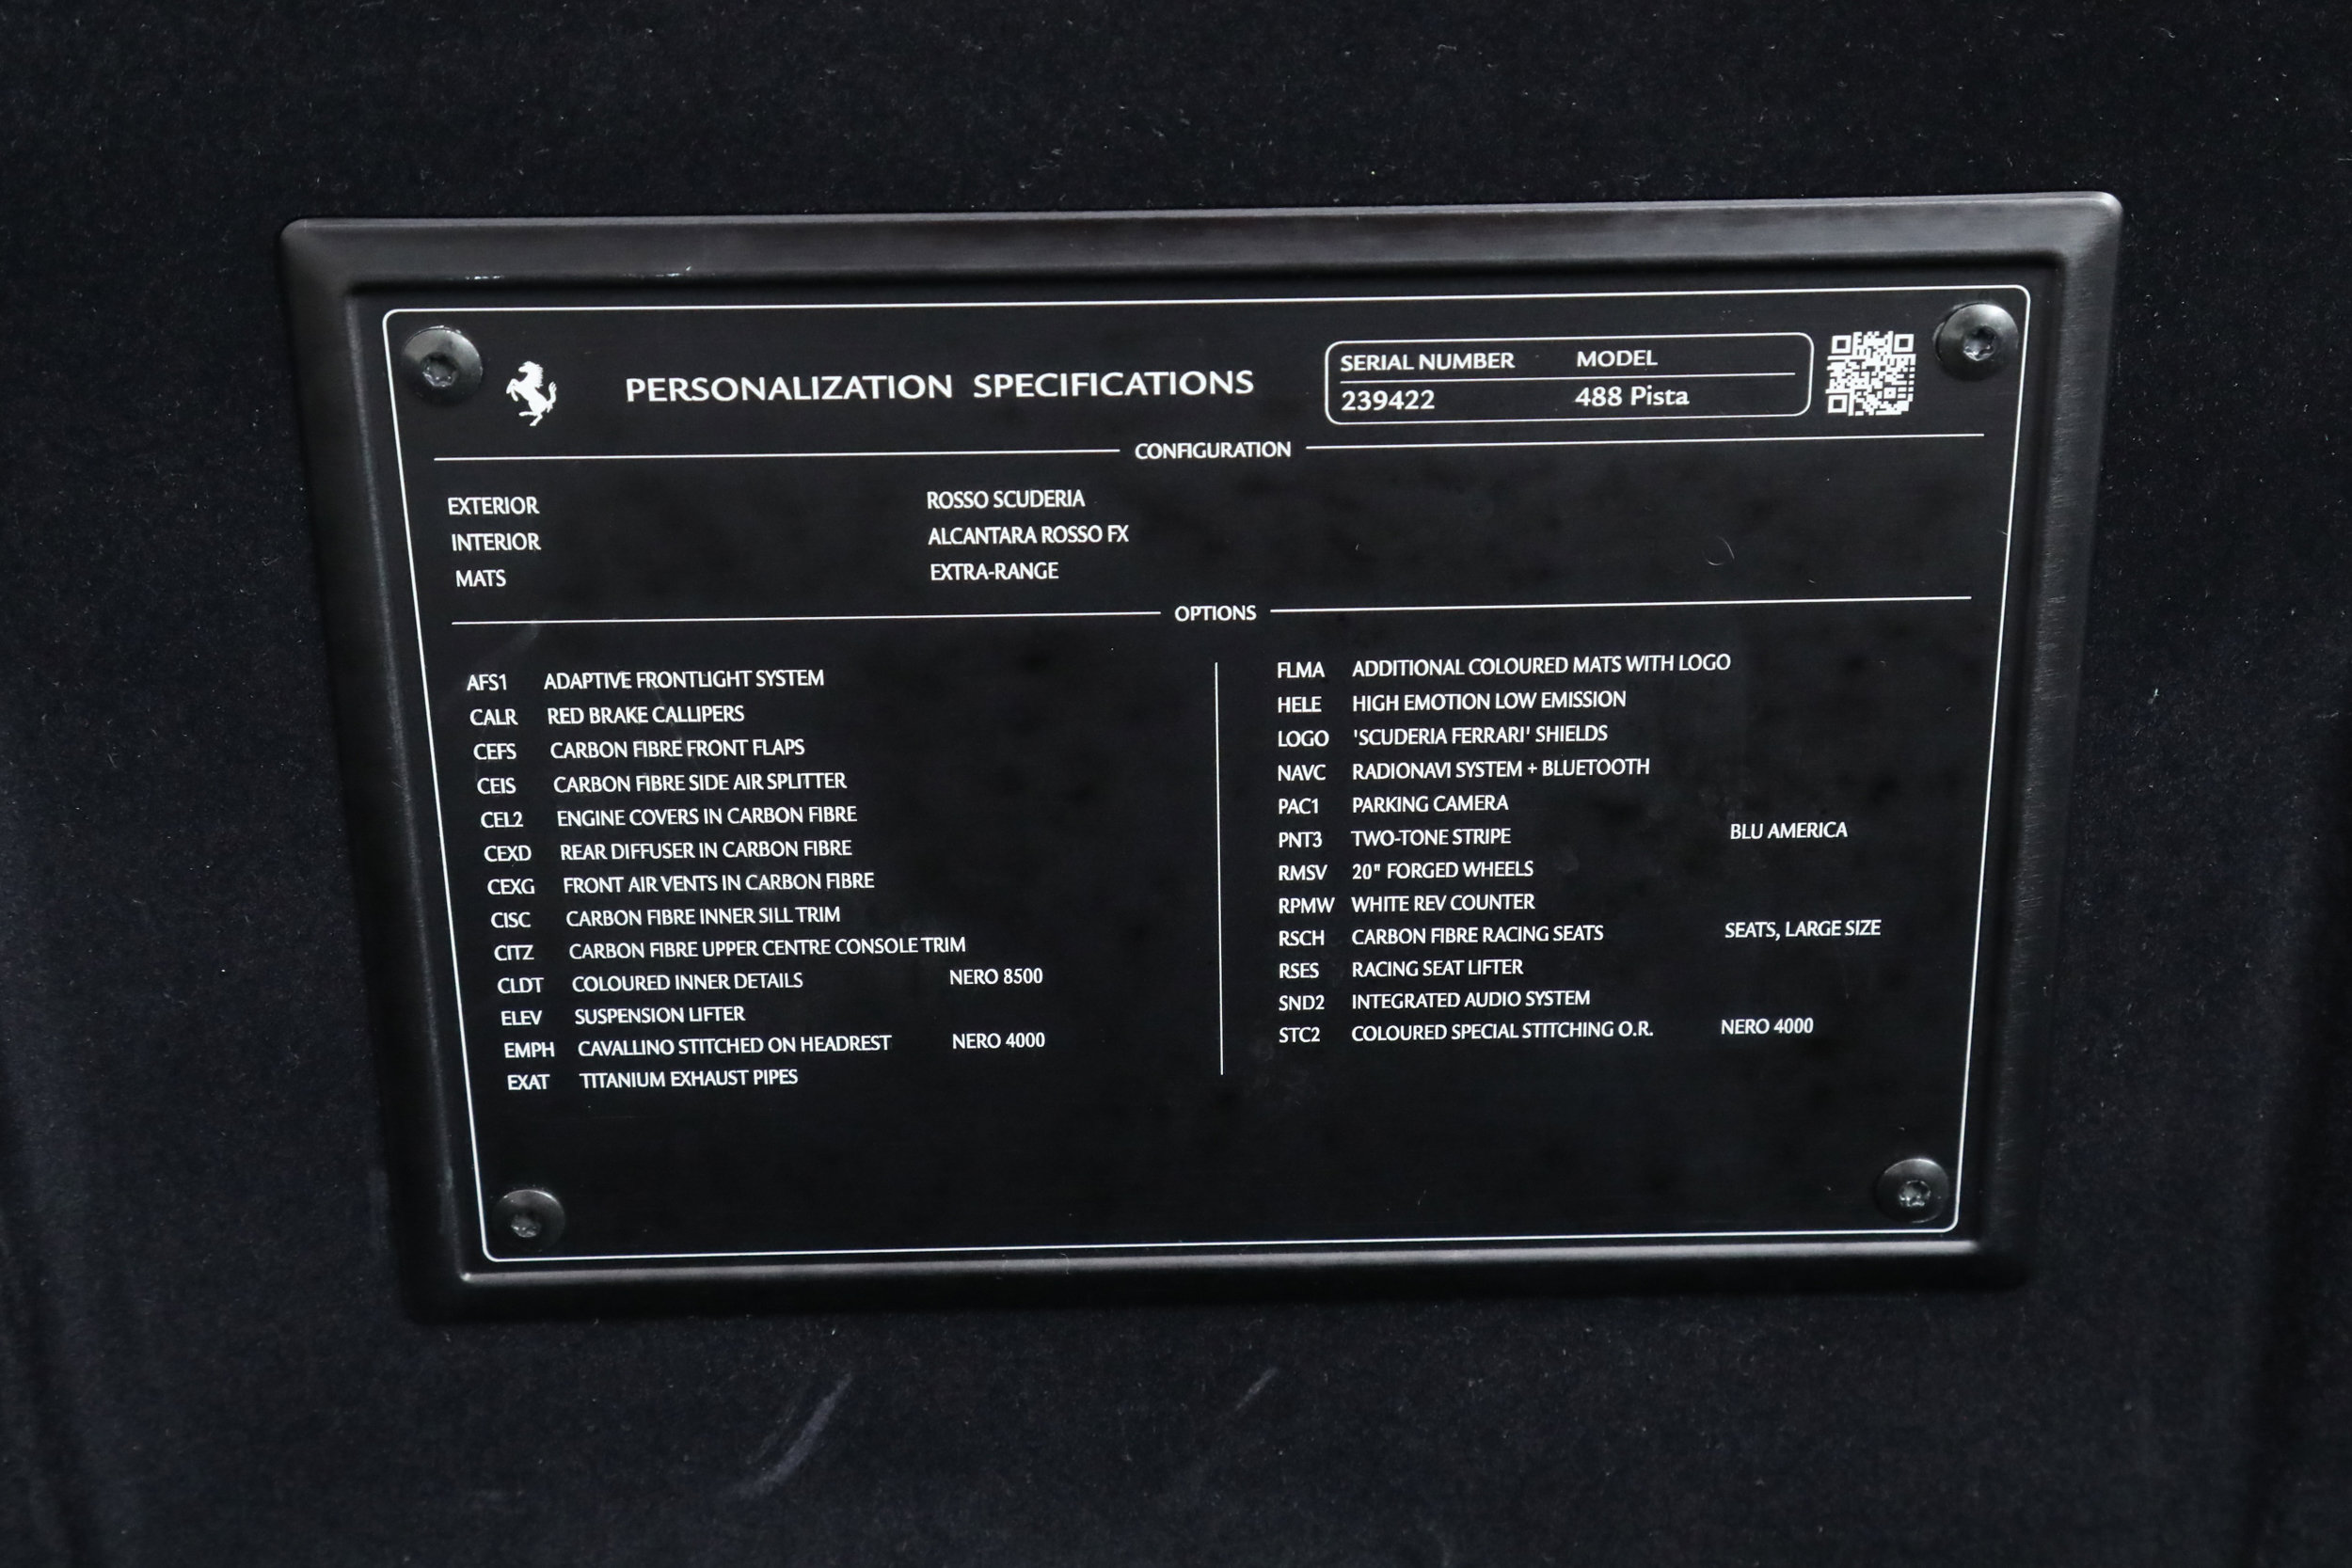 PERSONALIZATION SPECIFICATIONS
SERIAL NUMBER MODEL
239422 488 Pista
CONFIGURATION
EXTERIOR ROSSO SCUDERIA
INTERIOR ALCANTARA ROSSO FX
MATS EXTRA-RANGE
OPTIONS
AFS1 ADAPTIVE FRONTLIGHT SYSTEM
CALR RED BRAKE CALLIPERS
CEFS CARBON FIBRE FRONT FLAPS
CEIS CARBON FIBRE SIDE AIR SPLITTER
CEL2 ENGINE COVERS IN CARBON FIBRE
CEXD REAR DIFFUSER IN CARBON FIBRE
CEXG FRONT AIR VENTS IN CARBON FIBRE
CISC CARBON FIBRE INNER SILL TRIM
CITZ CARBON FIBRE UPPER CENTRE CONSOLE TRIM
CLDT COLOURED INNER DETAILS NERO 8500
ELEV SUSPENSION LIFTER
EMPH CAVALLINO STITCHED ON HEADREST NERO 4000
EXAT TITANIUM EXHAUST PIPES
FLMA ADDITIONAL COLOURED MATS WITH LOGO
HELE HIGH EMOTION LOW EMISSION
LOGO 'SCUDERIA FERRARI' SHIELDS
NAVC RADIONAVI SYSTEM + BLUETOOTH
PAC1 PARKING CAMERA
PNT3 TWO-TONE STRIPE BLU AMERICA
RMSV 20" FORGED WHEELS
RPMW WHITE REV COUNTER
RSCH CARBON FIBRE RACING SEATS SEATS, LARGE SIZE
RSES RACING SEAT LIFTER
SND2 INTEGRATED AUDIO SYSTEM
STC2 COLOURED SPECIAL STITCHING O.R. NERO 4000